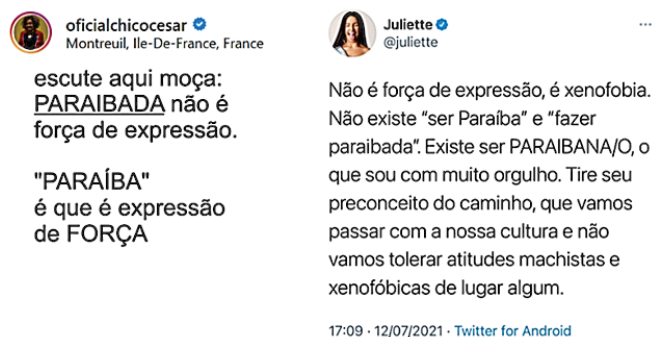 oficialchicocesar
Montreuil, Ile-De-France, France
escute aqui moça:
PARAIBADA não é
força de expressão.
"PARAÍBA"
é que é expressão
de FORÇA
Juliette
@juliette
Não é força de expressão, é xenofobia.
Não existe “ser Paraíba” e “fazer
paraibada”. Existe ser PARAIBANA/O, o
que sou com muito orgulho. Tire seu
preconceito do caminho, que vamos
passar com a nossa cultura e não
vamos tolerar atitudes machistas e
xenofóbicas de lugar algum.
17:09 · 12/07/2021 · Twitter for Android